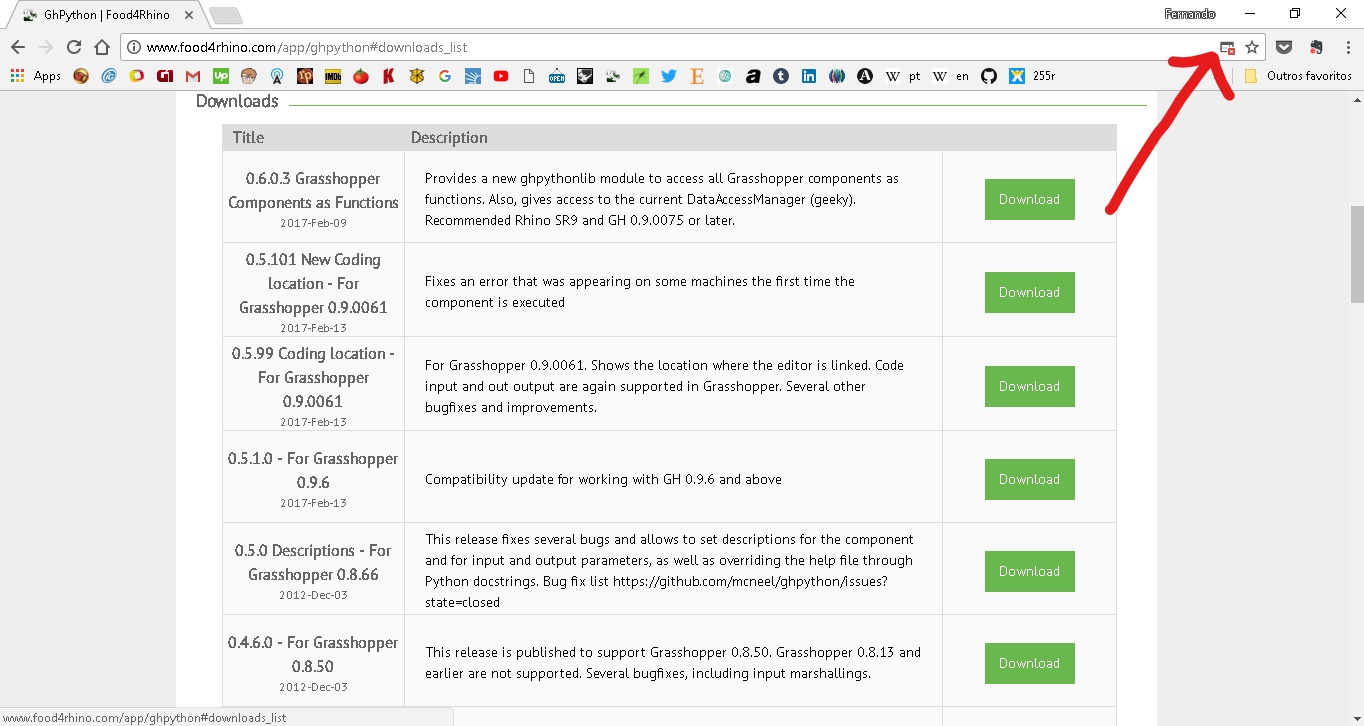 GhPython | Food4Rhino
Fernando
www.food4rhino.com/app/ghpython#downloads_list
Apps
G1
Up
IMDb
K
G
OPEN
E
a
t
in
A
W pt
W en
255r
Outros favoritos
Downloads
Title
Description
0.6.0.3 Grasshopper
Components as Functions
2017-Feb-09
Provides a new ghpythonlib module to access all Grasshopper components as
functions. Also, gives access to the current DataAccessManager (geeky).
Recommended Rhino SR9 and GH 0.9.0075 or later.
Download
0.5.101 New Coding
location - For
Grasshopper 0.9.0061
2017-Feb-13
Fixes an error that was appearing on some machines the first time the
component is executed
Download
0.5.99 Coding location -
For Grasshopper
0.9.0061
2017-Feb-13
For Grasshopper 0.9.0061. Shows the location where the editor is linked. Code
input and out output are again supported in Grasshopper. Several other
bugfixes and improvements.
Download
0.5.1.0 - For Grasshopper
0.9.6
2017-Feb-13
Compatibility update for working with GH 0.9.6 and above
Download
0.5.0 Descriptions - For
Grasshopper 0.8.66
2012-Dec-03
This release fixes several bugs and allows to set descriptions for the component
and for input and output parameters, as well as overriding the help file through
Python docstrings. Bug fix list https://github.com/mcneel/ghpython/issues?
state=closed
Download
0.4.6.0 - For Grasshopper
0.8.50
2012-Dec-03
This release is published to support Grasshopper 0.8.50. Grasshopper 0.8.13 and
earlier are not supported. Several bugfixes, including input marshallings.
Download
www.food4rhino.com/app/ghpython#downloads_list